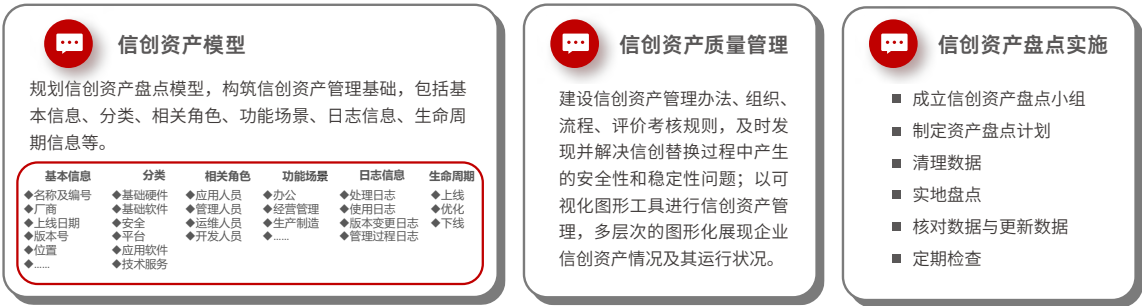 信创资产模型
规划信创资产盘点模型，构筑信创资产管理基础，包括基
本信息、分类、相关角色、功能场景、日志信息、生命周
期信息等。
基本信息 分类 相关角色 功能场景 日志信息 生命周期
◆名称及编号 ◆基础硬件 ◆应用人员 ◆办公 ◆处理日志 ◆上线
◆厂商 ◆基础软件 ◆管理人员 ◆经营管理 ◆使用日志 ◆优化
◆上线日期 ◆安全 ◆运维人员 ◆生产制造 ◆版本变更日志 ◆下线
◆版本号 ◆平台 ◆开发人员 ◆...... ◆管理过程日志
◆位置 ◆应用软件
◆...... ◆技术服务
信创资产质量管理
建设信创资产管理办法、组织、
流程、评价考核规则，及时发
现并解决信创替换过程中产生
的安全性和稳定性问题；以可
视化图形工具进行信创资产管
理，多层次的图形化展现企业
信创资产情况及其运行状况。
信创资产盘点实施
■ 成立信创资产盘点小组
■ 制定资产盘点计划
■ 清理数据
■ 实地盘点
■ 核对数据与更新数据
■ 定期检查